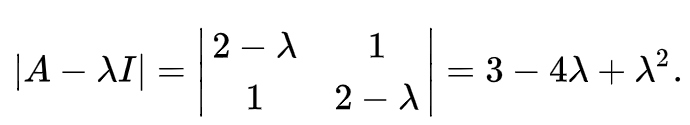 |A − λI| = |2 − λ 1; 1 2 − λ| = 3 − 4λ + λ².